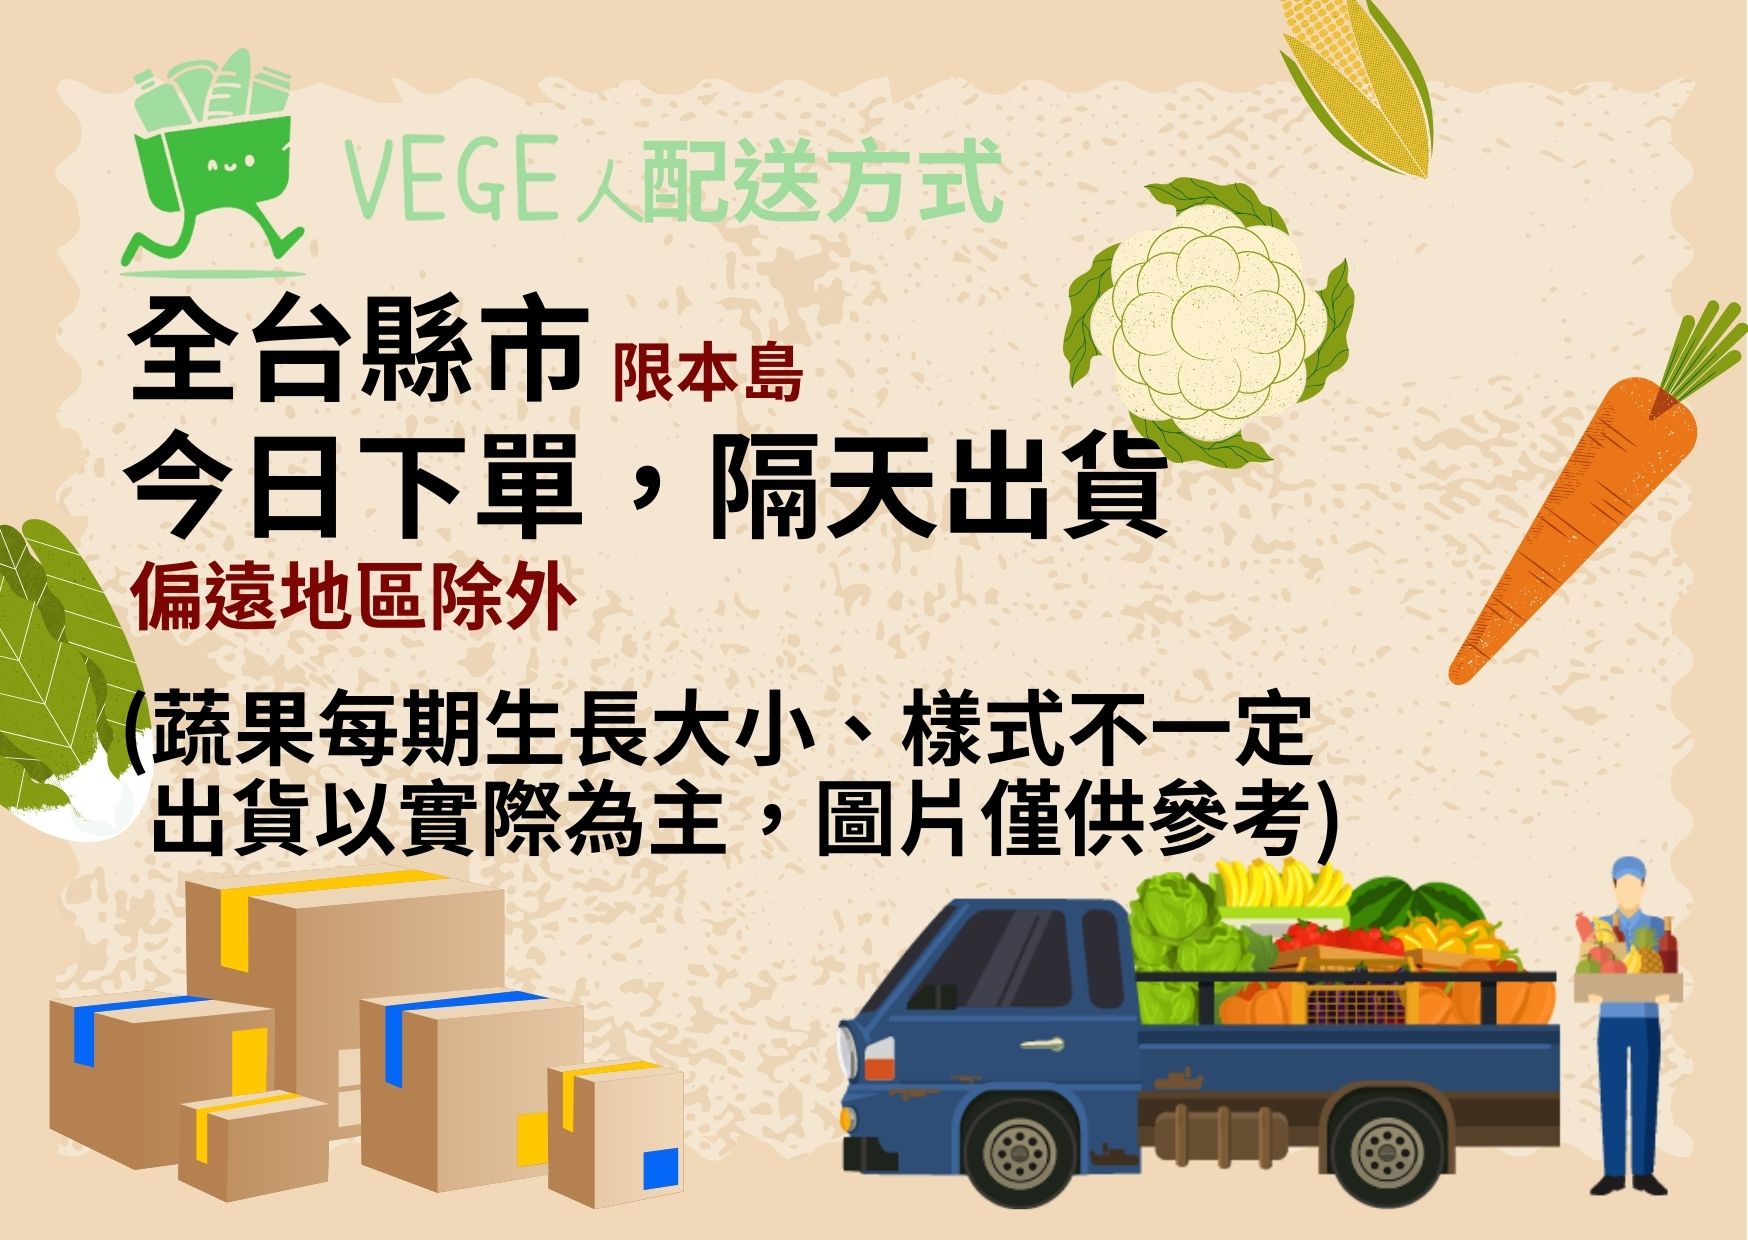 VEGE人配送方式
全台縣市 限本島
今日下單，隔天出貨
偏遠地區除外
(蔬果每期生長大小、樣式不一定
出貨以實際為主，圖片僅供參考)